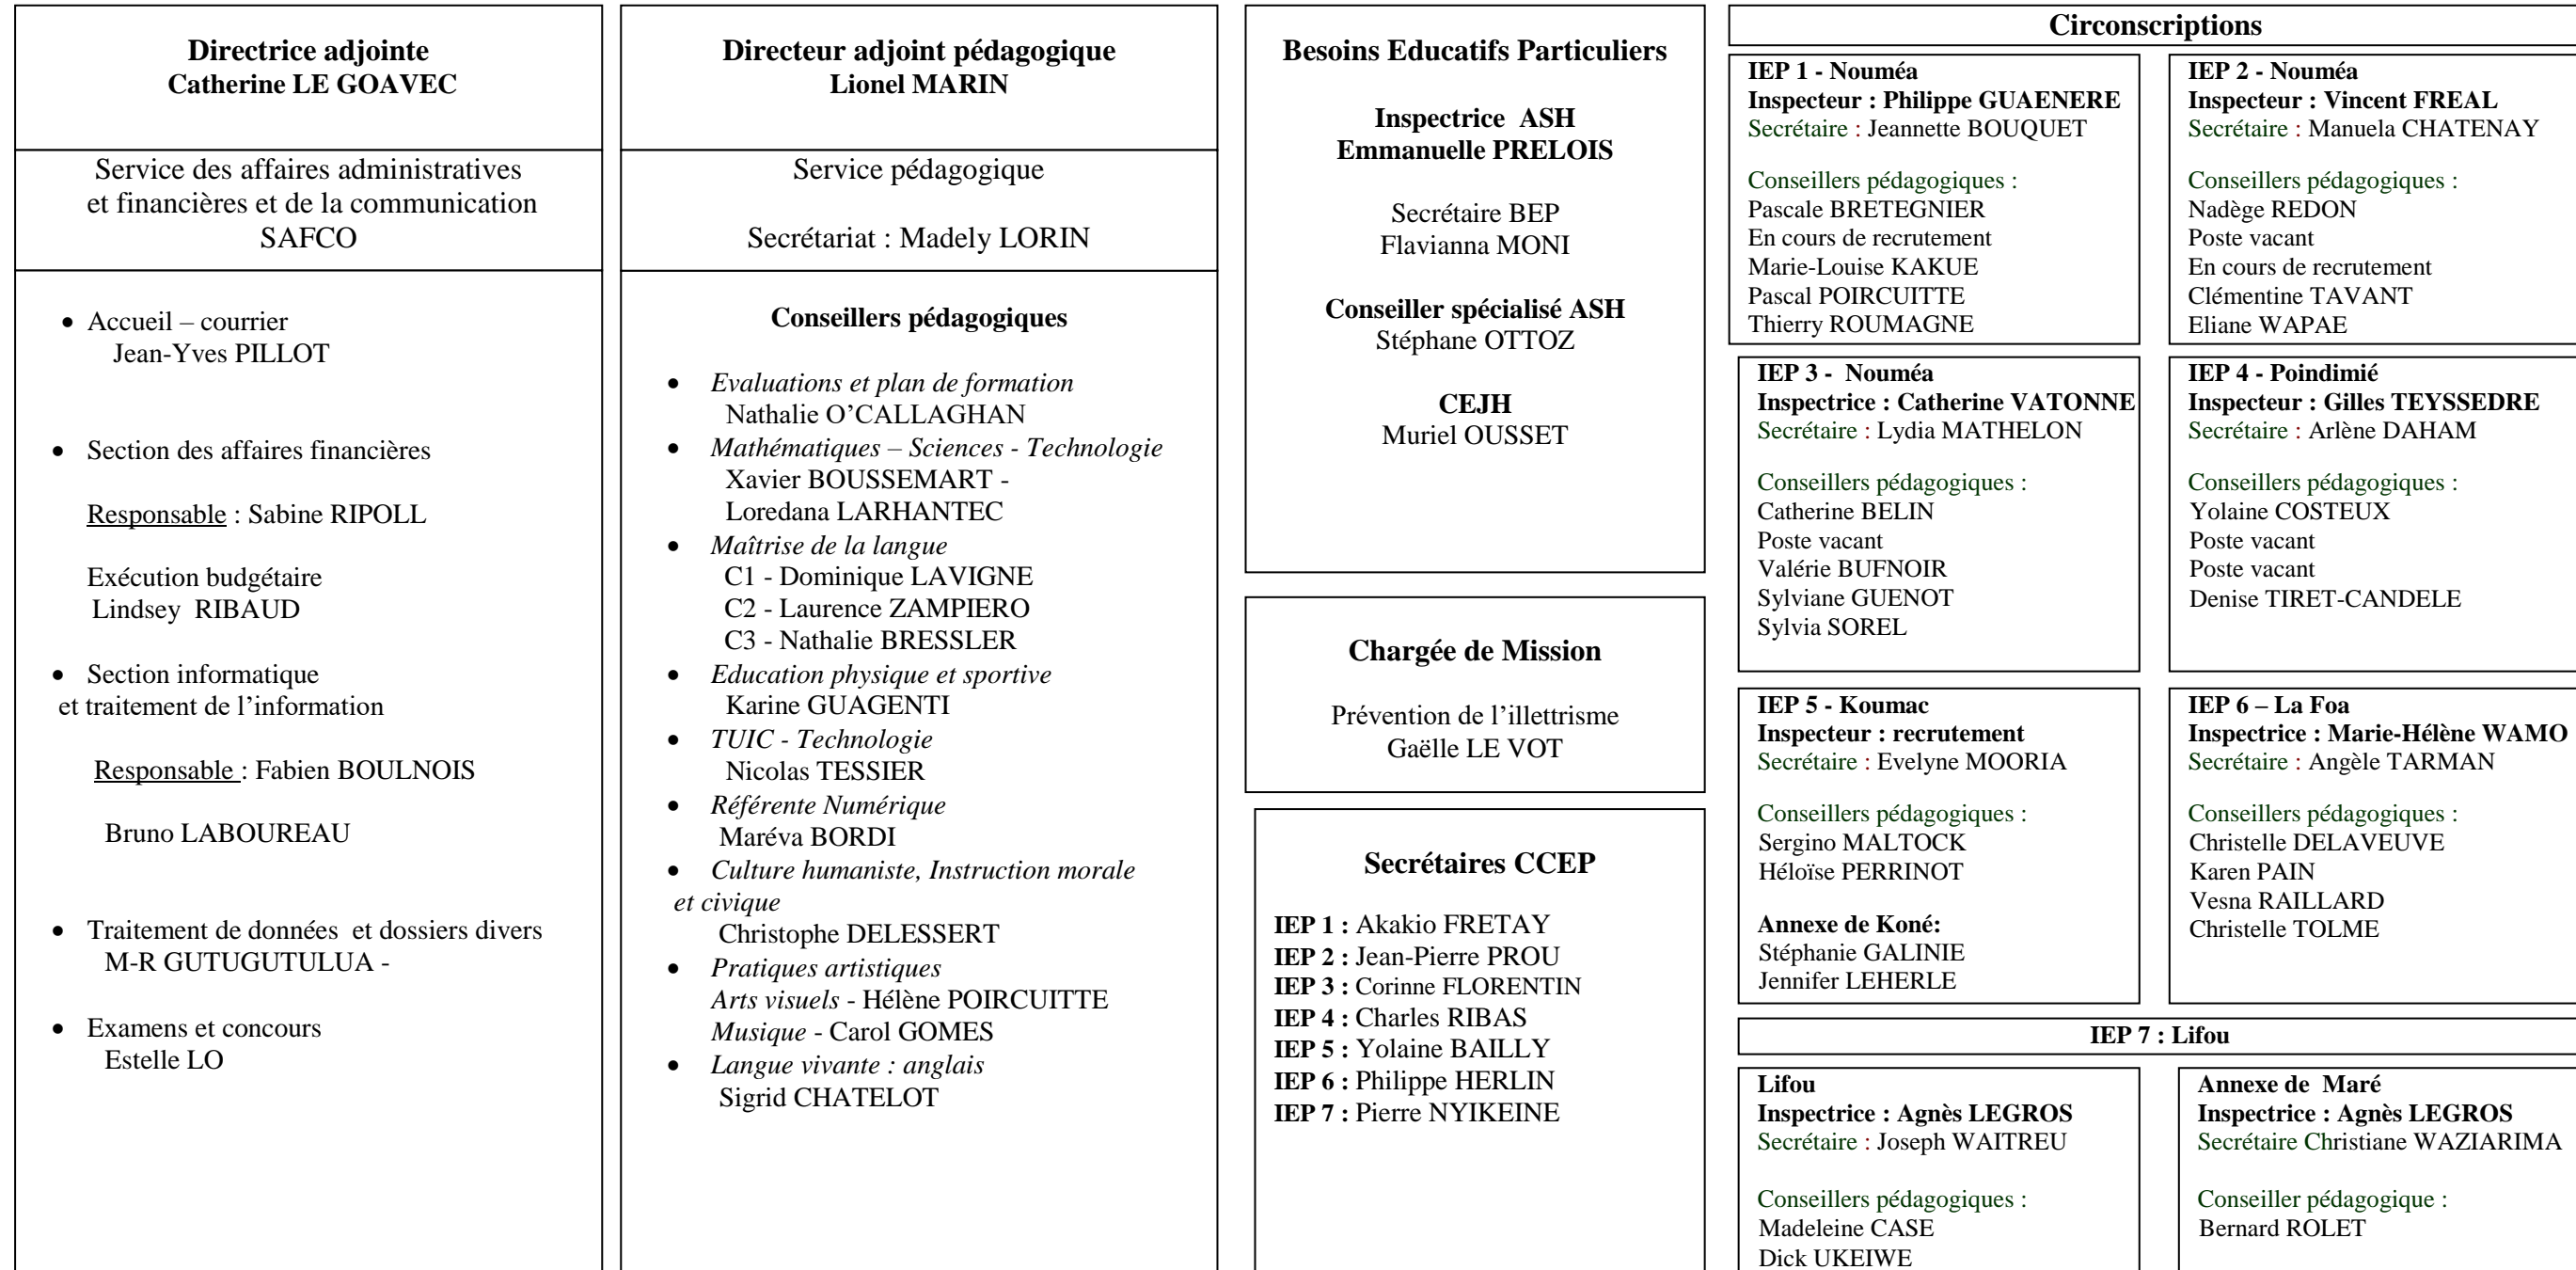 Directrice adjointe
Catherine LE GOAVEC
Service des affaires administratives
et financières et de la communication
SAFCO
• Accueil – courrier
Jean-Yves PILLOT
• Section des affaires financières
Responsable : Sabine RIPOLL
Exécution budgétaire
Lindsey RIBAUD
• Section informatique
et traitement de l’information
Responsable : Fabien BOULNOIS
Bruno LABOUREAU
• Traitement de données et dossiers divers
M-R GUTUGUTULUA -
• Examens et concours
Estelle LO
Directeur adjoint pédagogique
Lionel MARIN
Service pédagogique
Secrétariat : Madely LORIN
Conseillers pédagogiques
• Evaluations et plan de formation
Nathalie O’CALLAGHAN
• Mathématiques – Sciences - Technologie
Xavier BOUSSEMART -
Loredana LARHANTEC
• Maîtrise de la langue
C1 - Dominique LAVIGNE
C2 - Laurence ZAMPIERO
C3 - Nathalie BRESSLER
• Education physique et sportive
Karine GUAGENTI
• TUIC - Technologie
Nicolas TESSIER
• Référente Numérique
Maréva BORDI
• Culture humaniste, Instruction morale
et civique
Christophe DELESSERT
• Pratiques artistiques
Arts visuels - Hélène POIRCUITTE
Musique - Carol GOMES
• Langue vivante : anglais
Sigrid CHATELOT
Besoins Educatifs Particuliers
Inspectrice ASH
Emmanuelle PRELOIS
Secrétaire BEP
Flavianna MONI
Conseiller spécialisé ASH
Stéphane OTTOZ
CEJH
Muriel OUSSET
Chargée de Mission
Prévention de l’illettrisme
Gaëlle LE VOT
Secrétaires CCEP
IEP 1 : Akakio FRETAY
IEP 2 : Jean-Pierre PROU
IEP 3 : Corinne FLORENTIN
IEP 4 : Charles RIBAS
IEP 5 : Yolaine BAILLY
IEP 6 : Philippe HERLIN
IEP 7 : Pierre NYIKEINE
Circonscriptions
IEP 1 - Nouméa
Inspecteur : Philippe GUAENERE
Secrétaire : Jeannette BOUQUET
Conseillers pédagogiques :
Pascale BRETEGNIER
En cours de recrutement
Marie-Louise KAKUE
Pascal POIRCUITTE
Thierry ROUMAGNE
IEP 2 - Nouméa
Inspecteur : Vincent FREAL
Secrétaire : Manuela CHATENAY
Conseillers pédagogiques :
Nadège REDON
Poste vacant
En cours de recrutement
Clémentine TAVANT
Eliane WAPAE
IEP 3 - Nouméa
Inspectrice : Catherine VATONNE
Secrétaire : Lydia MATHELON
Conseillers pédagogiques :
Catherine BELIN
Poste vacant
Valérie BUFNOIR
Sylviane GUENOT
Sylvia SOREL
IEP 4 - Poindimié
Inspecteur : Gilles TEYSSEDRE
Secrétaire : Arlène DAHAM
Conseillers pédagogiques :
Yolaine COSTEUX
Poste vacant
Poste vacant
Denise TIRET-CANDELE
IEP 5 - Koumac
Inspecteur : recrutement
Secrétaire : Evelyne MOORIA
Conseillers pédagogiques :
Sergino MALTOCK
Héloïse PERRINOT
Annexe de Koné:
Stéphanie GALINIE
Jennifer LEHERLE
IEP 6 – La Foa
Inspectrice : Marie-Hélène WAMO
Secrétaire : Angèle TARMAN
Conseillers pédagogiques :
Christelle DELAVEUVE
Karen PAIN
Vesna RAILLARD
Christelle TOLME
IEP 7 : Lifou
Lifou
Inspectrice : Agnès LEGROS
Secrétaire : Joseph WAITREU
Conseillers pédagogiques :
Madeleine CASE
Dick UKEIWE
Annexe de Maré
Inspectrice : Agnès LEGROS
Secrétaire Christiane WAZIARIMA
Conseiller pédagogique :
Bernard ROLET